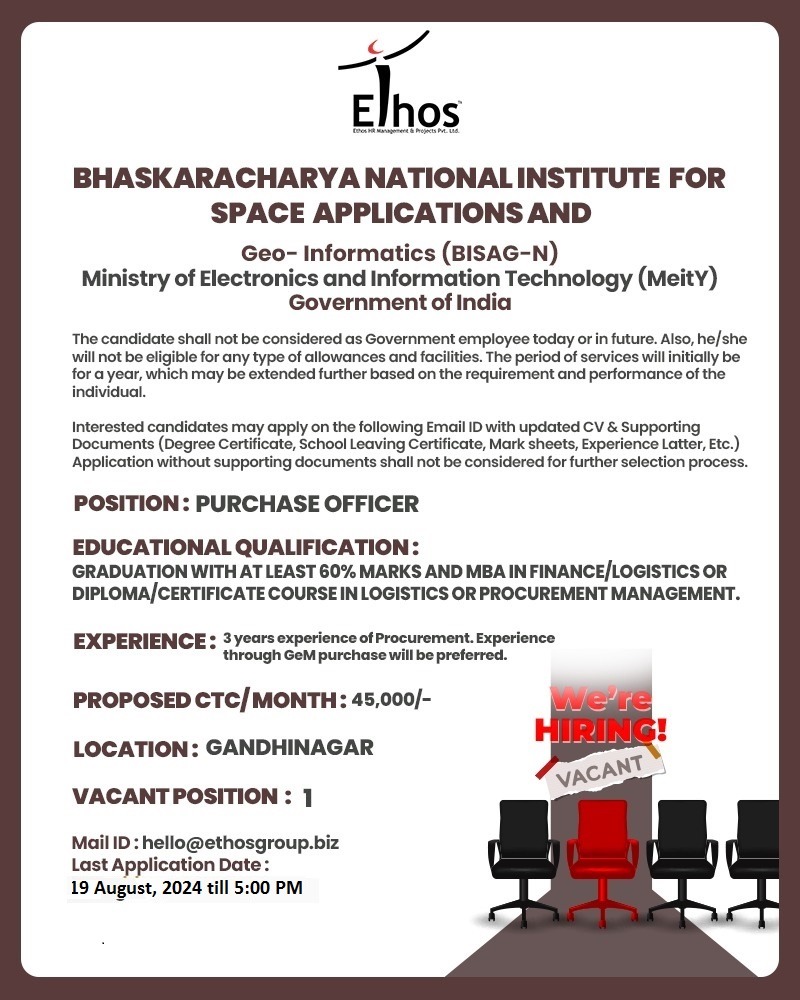 Ethos™
Ethos HR Management & Projects Pvt. Ltd.
BHASKARACHARYA NATIONAL INSTITUTE FOR
SPACE APPLICATIONS AND
Geo- Informatics (BISAG-N)
Ministry of Electronics and Information Technology (MeitY)
Government of India
The candidate shall not be considered as Government employee today or in future. Also, he/she
will not be eligible for any type of allowances and facilities. The period of services will initially be
for a year, which may be extended further based on the requirement and performance of the
individual.
Interested candidates may apply on the following Email ID with updated CV & Supporting
Documents (Degree Certificate, School Leaving Certificate, Mark sheets, Experience Latter, Etc.)
Application without supporting documents shall not be considered for further selection process.
POSITION : PURCHASE OFFICER
EDUCATIONAL QUALIFICATION :
GRADUATION WITH AT LEAST 60% MARKS AND MBA IN FINANCE/LOGISTICS OR
DIPLOMA/CERTIFICATE COURSE IN LOGISTICS OR PROCUREMENT MANAGEMENT.
EXPERIENCE : 3 years experience of Procurement. Experience
through GeM purchase will be preferred.
PROPOSED CTC/MONTH : 45,000/-
LOCATION : GANDHINAGAR
VACANT POSITION : 1
Mail ID : hello@ethosgroup.biz
Last Application Date :
19 August, 2024 till 5:00 PM
We're
HIRING!
VACANT